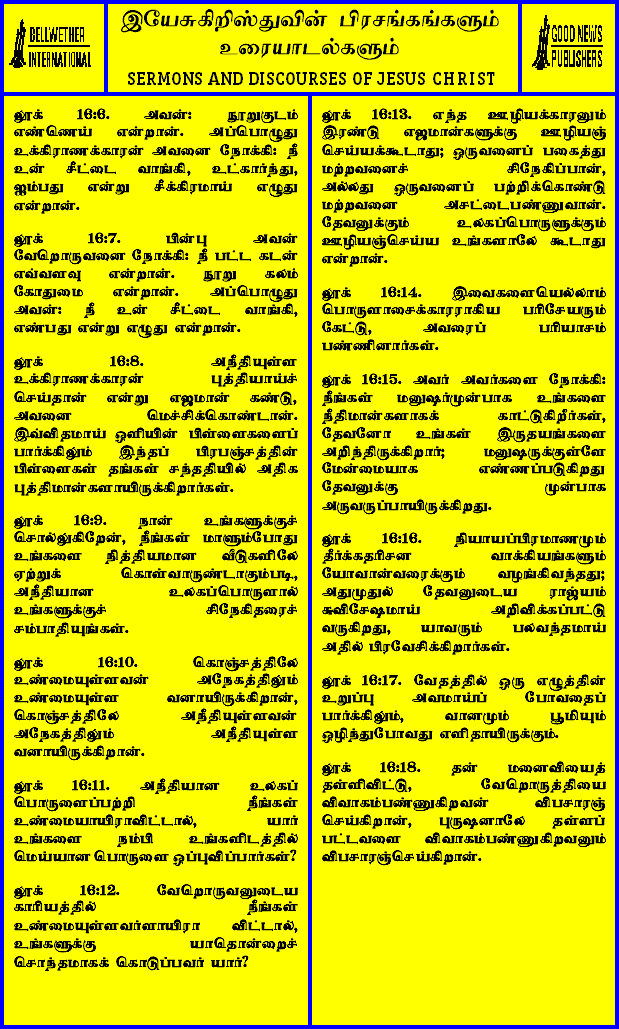 BELLWETHER
INTERNATIONAL
இயேசுகிறிஸ்துவின் பிரசங்கங்களும்
உரையாடல்களும்
SERMONS AND DISCOURSES OF JESUS CHRIST
GOOD NEWS
PUBLISHERS
லூக் 16:6. அவன்: நூறுகுடம்
எண்ணெய் என்றான். அப்பொழுது
உக்கிராணக்காரன் அவனை நோக்கி: நீ
உன் சீட்டை வாங்கி, உட்கார்ந்து,
ஐம்பது என்று சீக்கிரமாய் எழுது
என்றான்.
லூக் 16:7. பின்பு அவன்
வேறொருவனை நோக்கி: நீ பட்ட கடன்
எவ்வளவு என்றான். நூறு கலம்
கோதுமை என்றான். அப்பொழுது
அவன்: நீ உன் சீட்டை வாங்கி,
எண்பது என்று எழுது என்றான்.
லூக் 16:8. அநீதியுள்ள
உக்கிராணக்காரன் புத்தியாய்ச்
செய்தான் என்று எஜமான் கண்டு,
அவனை மெச்சிக்கொண்டான்.
இவ்விதமாய் ஒளியின் பிள்ளைகளைப்
பார்க்கிலும் இந்தப் பிரபஞ்சத்தின்
பிள்ளைகள் தங்கள் சந்ததியில் அதிக
புத்திமான்களாயிருக்கிறார்கள்.
லூக் 16:9. நான் உங்களுக்குச்
சொல்லுகிறேன், நீங்கள் மாளும்போது
உங்களை நித்தியமான வீடுகளிலே
ஏற்றுக் கொள்வாருண்டாகும்படி,
அநீதியான உலகப்பொருளால்
உங்களுக்குச் சிநேகிதரைச்
சம்பாதியுங்கள்.
லூக் 16:10. கொஞ்சத்திலே
உண்மையுள்ளவன் அநேகத்திலும்
உண்மையுள்ள வனாயிருக்கிறான்,
கொஞ்சத்திலே அநீதியுள்ளவன்
அநேகத்திலும் அநீதியுள்ள
வனாயிருக்கிறான்.
லூக் 16:11. அநீதியான உலகப்
பொருளைப்பற்றி நீங்கள்
உண்மையாயிராவிட்டால், யார்
உங்களை நம்பி உங்களிடத்தில்
மெய்யான பொருளை ஒப்புவிப்பார்கள்?
லூக் 16:12. வேறொருவனுடைய
காரியத்தில் நீங்கள்
உண்மையுள்ளவர்ளாயிரா விட்டால்,
உங்களுக்கு யாதொன்றைச்
சொந்தமாகக் கொடுப்பவர் யார்?
லூக் 16:13. எந்த ஊழியக்காரனும்
இரண்டு எஜமான்களுக்கு ஊழியஞ்
செய்யக்கூடாது; ஒருவனைப் பகைத்து
மற்றவனைச் சிநேகிப்பான்,
அல்லது ஒருவனைப் பற்றிக்கொண்டு
மற்றவனை அசட்டைபண்ணுவான்.
தேவனுக்கும் உலகப்பொருளுக்கும்
ஊழியஞ்செய்ய உங்களாலே கூடாது
என்றான்.
லூக் 16:14. இவைகளையெல்லாம்
பொருளாசைக்காரராகிய பரிசேயரும்
கேட்டு, அவரைப் பரியாசம்
பண்ணினார்கள்.
லூக் 16:15. அவர் அவர்களை நோக்கி:
நீங்கள் மனுஷர்முன்பாக உங்களை
நீதிமான்களாகக் காட்டுகிறீர்கள்,
தேவனோ உங்கள் இருதயங்களை
அறிந்திருக்கிறார்; மனுஷருக்குள்ளே
மேன்மையாக எண்ணப்படுகிறது
தேவனுக்கு முன்பாக
அருவருப்பாயிருக்கிறது.
லூக் 16:16. நியாயப்பிரமாணமும்
தீர்க்கதரிசன வாக்கியங்களும்
யோவான்வரைக்கும் வழங்கிவந்தது;
அதுமுதுல் தேவனுடைய ராஜ்யம்
சுவிசேஷமாய் அறிவிக்கப்பட்டு
வருகிறது, யாவரும் பலவந்தமாய்
அதில் பிரவேசிக்கிறார்கள்.
லூக் 16:17. வேதத்தில் ஒரு எழுத்தின்
உறுப்பு அவமாய்ப் போவதைப்
பார்க்கிலும், வானமும் பூமியும்
ஒழிந்துபோவது எளிதாயிருக்கும்.
லூக் 16:18. தன் மனைவியைத்
தள்ளிவிட்டு, வேறொருத்தியை
விவாகம்பண்ணுகிறவன் விபசாரஞ்
செய்கிறான், புருஷனாலே தள்ளப்
பட்டவளை விவாகம்பண்ணுகிறவனும்
விபசாரஞ்செய்கிறான்.